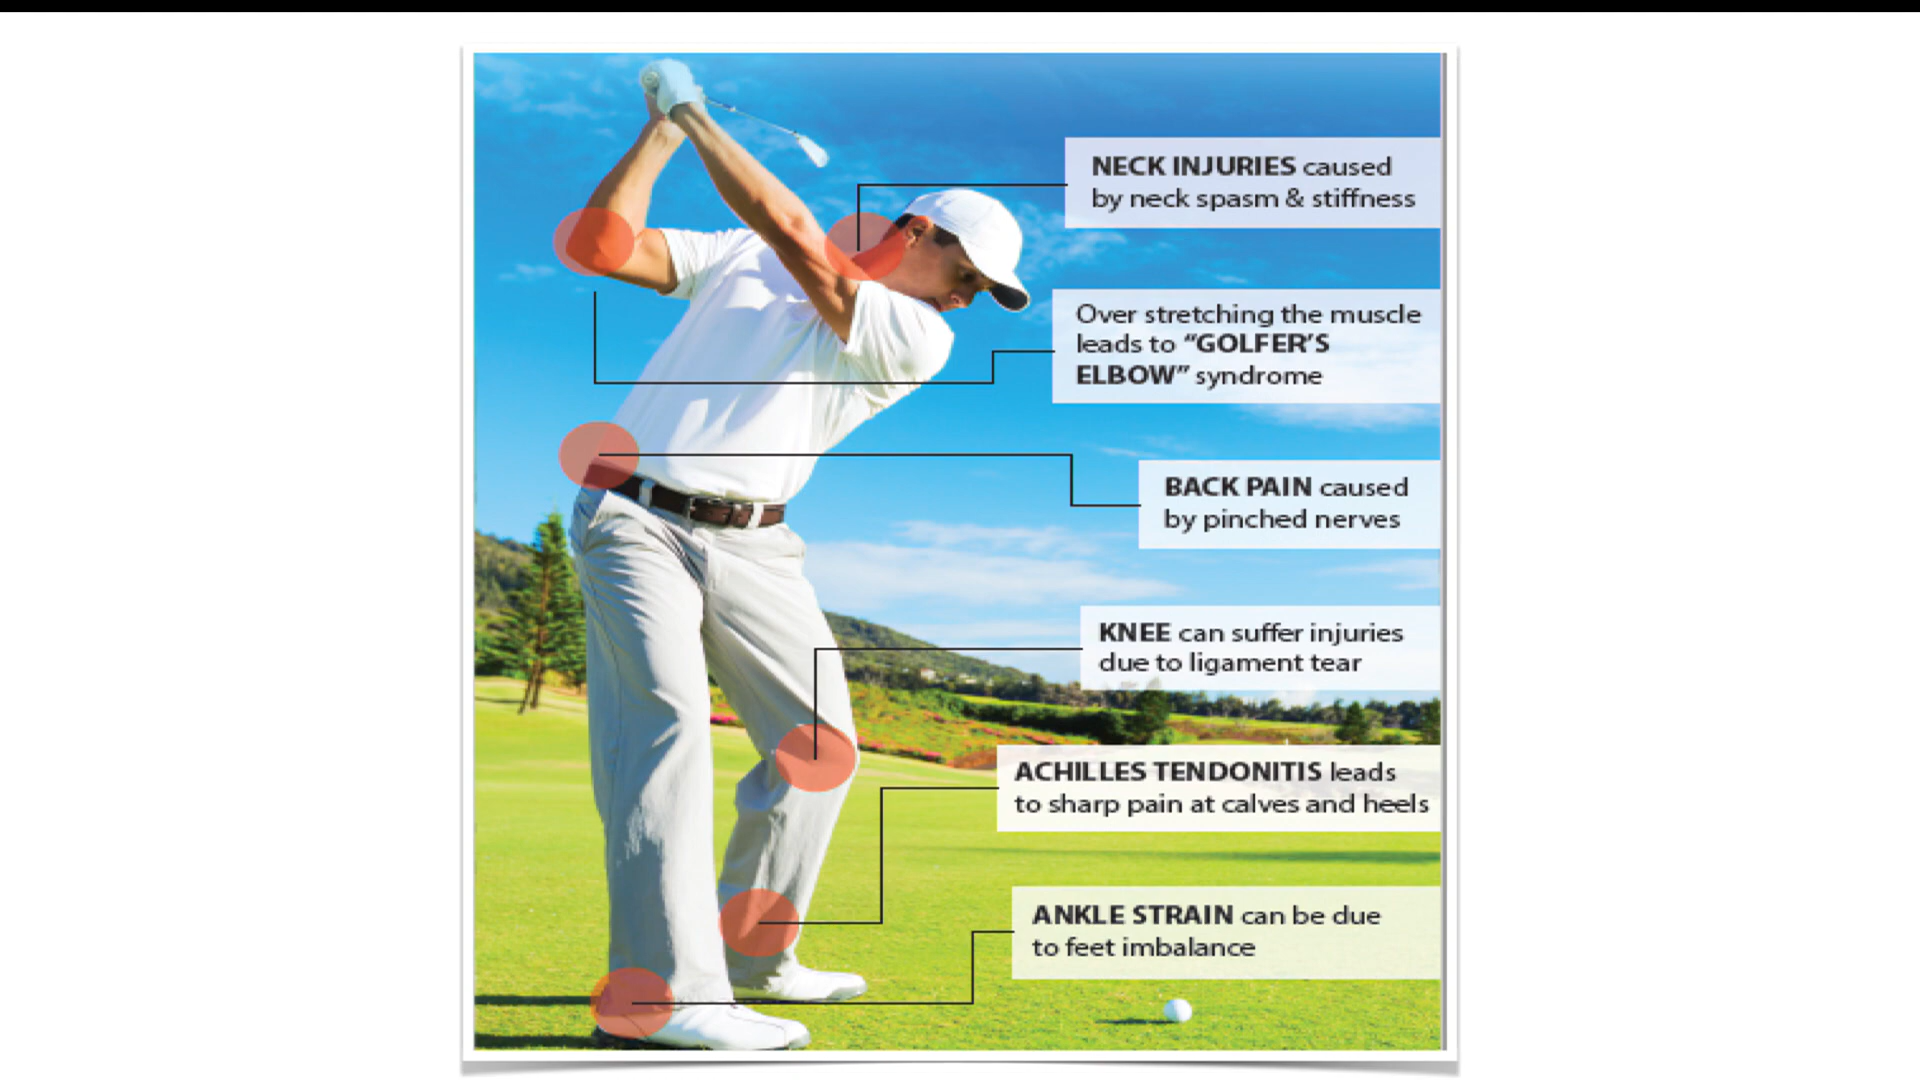 NECK INJURIES caused
by neck spasm & stiffness
Over stretching the muscle
leads to “GOLFER’S
ELBOW” syndrome
BACK PAIN caused
by pinched nerves
KNEE can suffer injuries
due to ligament tear
ACHILLES TENDONITIS leads
to sharp pain at calves and heels
ANKLE STRAIN can be due
to feet imbalance